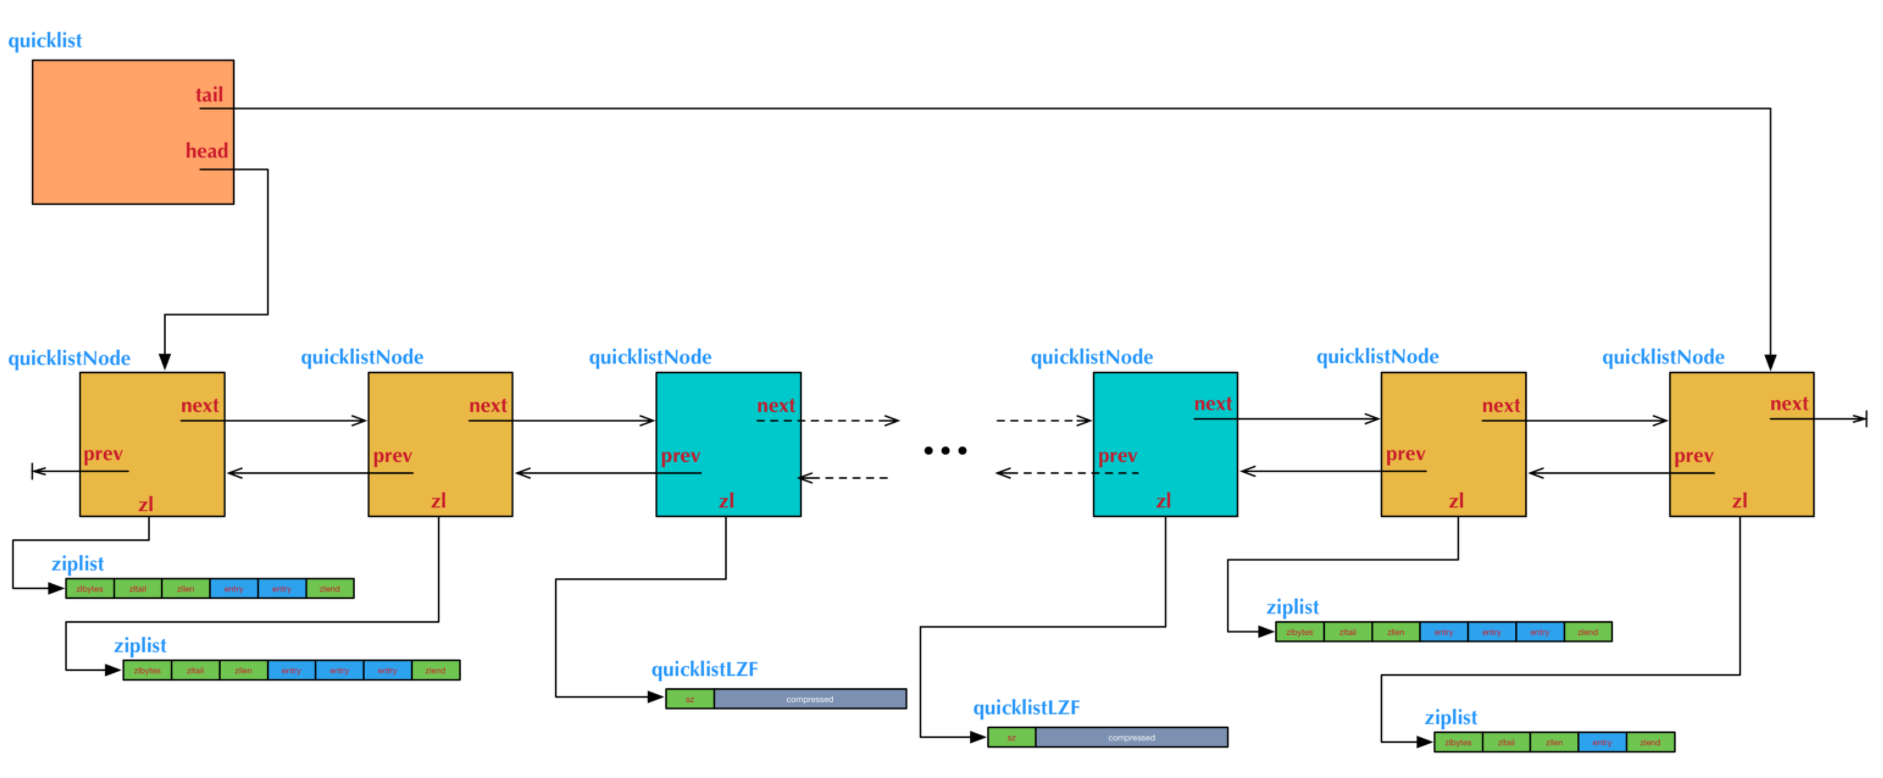 quicklist
tail
head
quicklistNode quicklistNode quicklistNode quicklistNode quicklistNode quicklistNode
next next next next next next
prev prev prev ... prev prev prev
zl zl zl zl zl zl
ziplist
zlbytes zltail zllen entry entry zlend
ziplist
zlbytes zltail zllen entry entry entry zlend
quicklistLZF
sz compressed
quicklistLZF
sz compressed
ziplist
zlbytes zltail zllen entry entry entry zlend
ziplist
zlbytes zltail zllen entry zlend